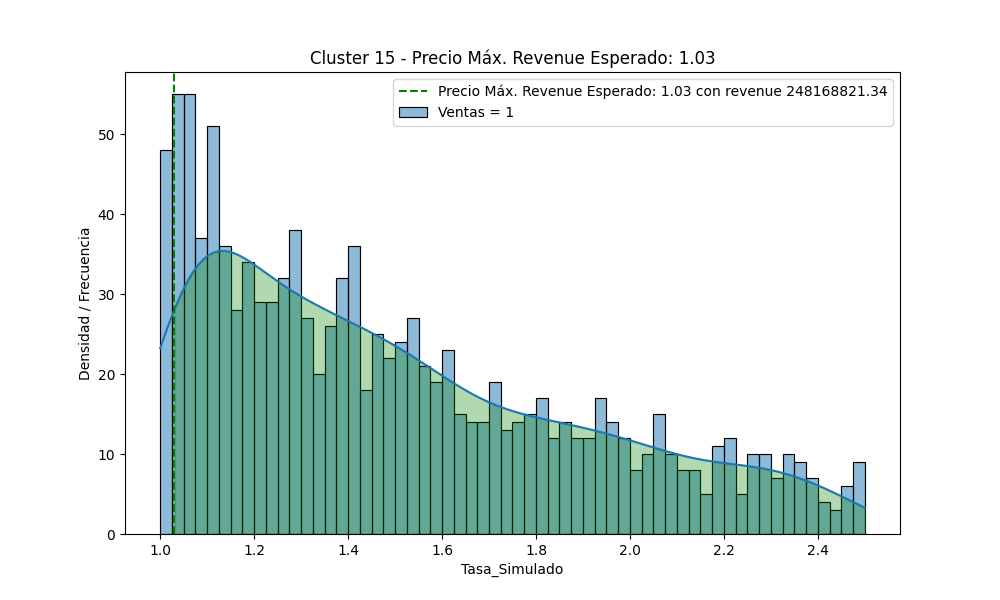 Cluster 15 - Precio Máx. Revenue Esperado: 1.03
Precio Máx. Revenue Esperado: 1.03 con revenue 248168821.34
Ventas = 1
Densidad / Frecuencia
50
40
30
20
10
0
1.0 1.2 1.4 1.6 1.8 2.0 2.2 2.4
Tasa_Simulado